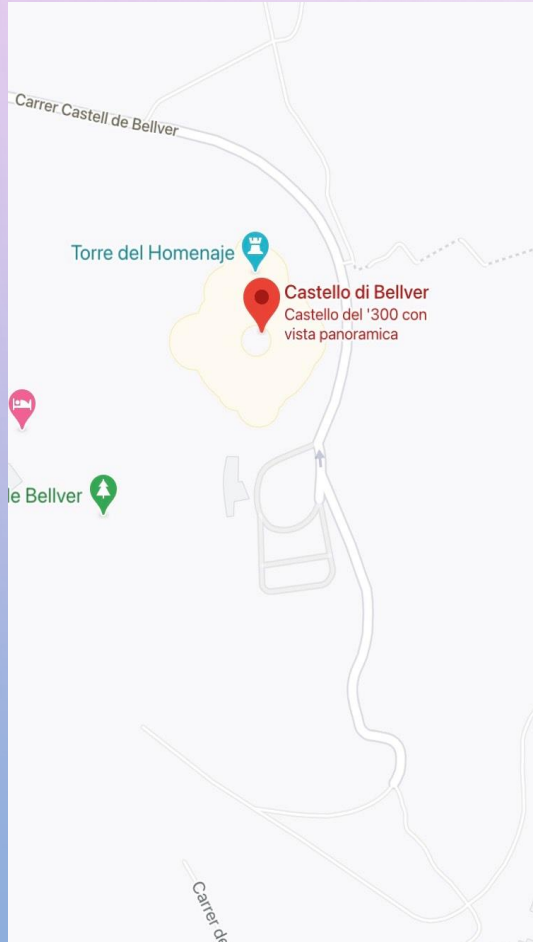 Carrer Castell de Bellver
Torre del Homenaje
Castello di Bellver
Castello del '300 con
vista panoramica
le Bellver
Carrer de